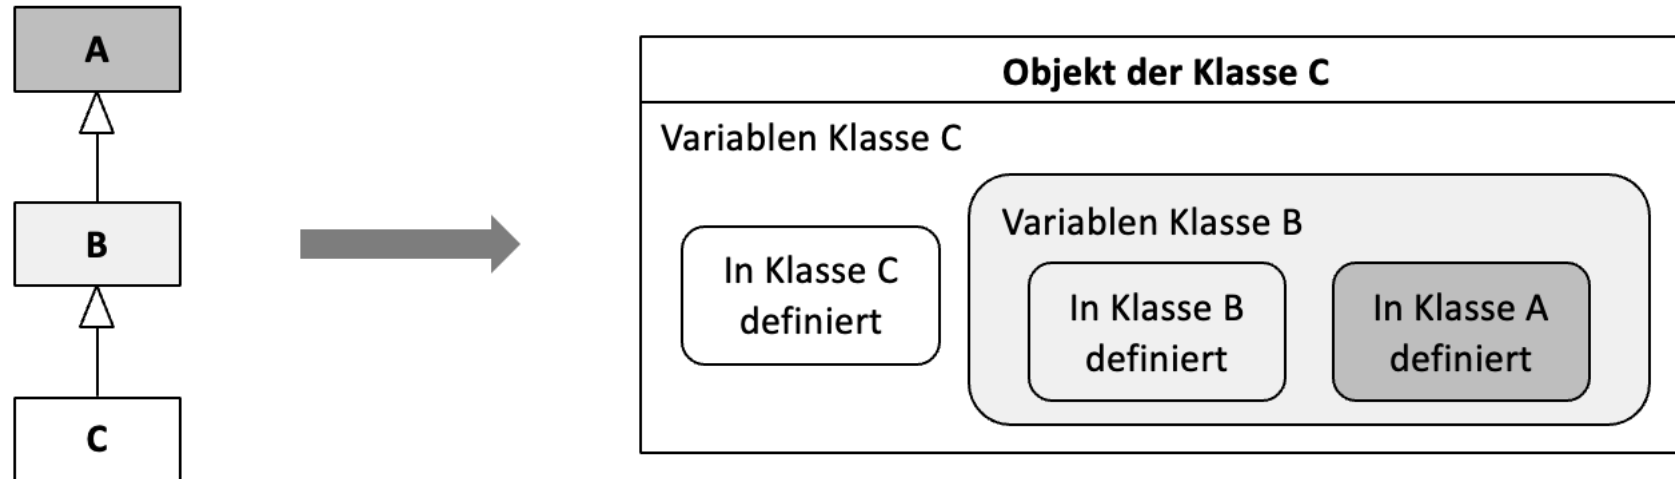 A
B
C
Objekt der Klasse C
Variablen Klasse C
In Klasse C
definiert
Variablen Klasse B
In Klasse B
definiert
In Klasse A
definiert